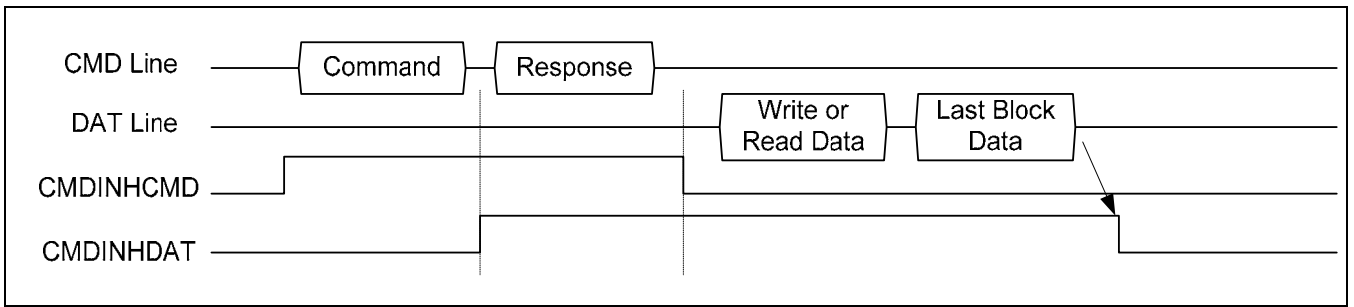 CMD Line
Command
Response
DAT Line
Write or
Read Data
Last Block
Data
CMDINHCMD
CMDINHDAT